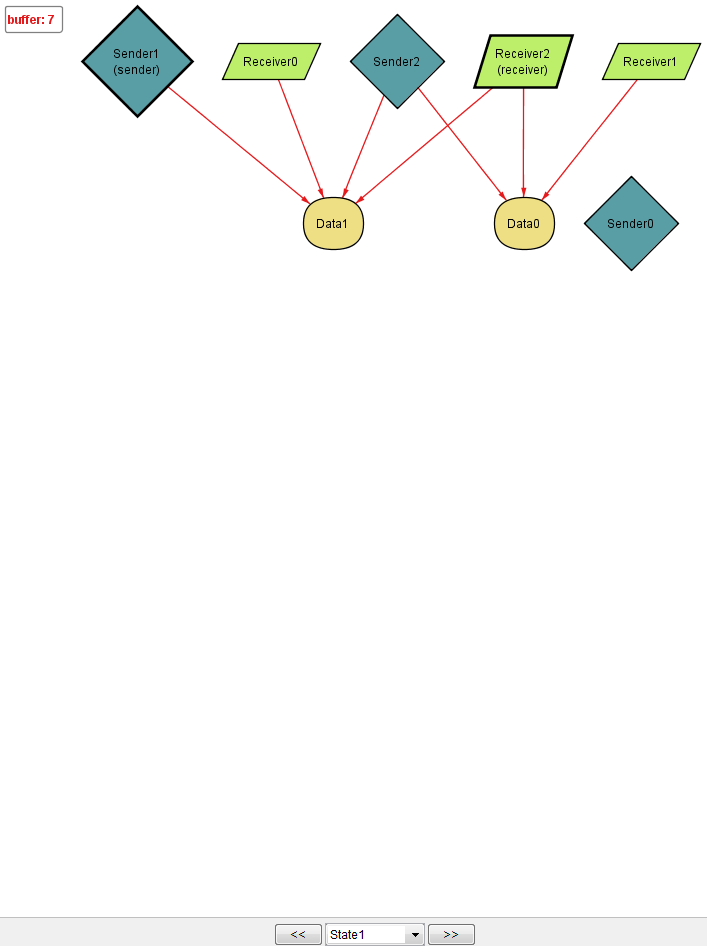 buffer: 7
Sender1
(sender)
Receiver0
Sender2
Receiver2
(receiver)
Receiver1
Data1
Data0
Sender0
<<
State1
>>